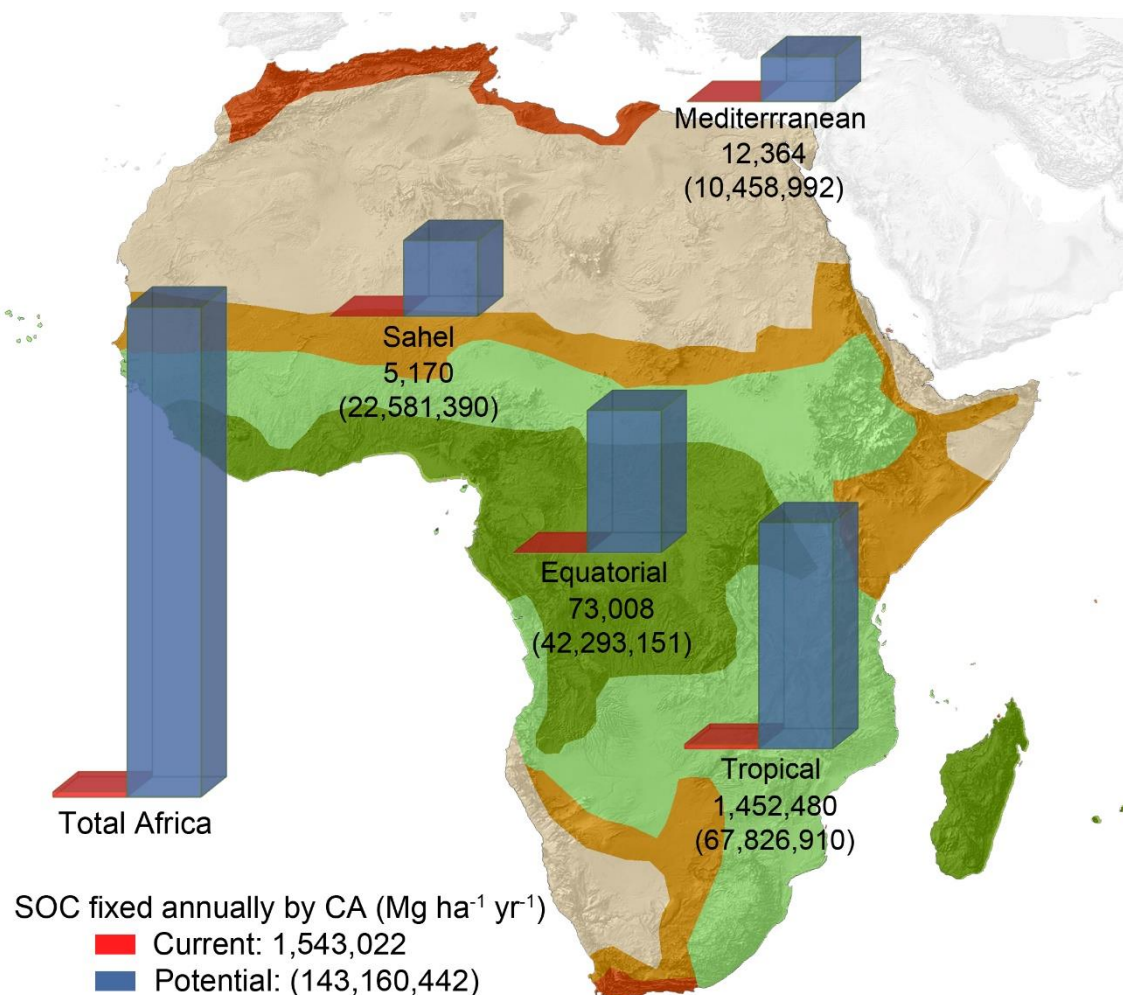 Mediterrranean
12,364
(10,458,992)
Sahel
5,170
(22,581,390)
Equatorial
73,008
(42,293,151)
Tropical
1,452,480
(67,826,910)
Total Africa
SOC fixed annually by CA (Mg ha⁻¹ yr⁻¹)
Current: 1,543,022
Potential: (143,160,442)